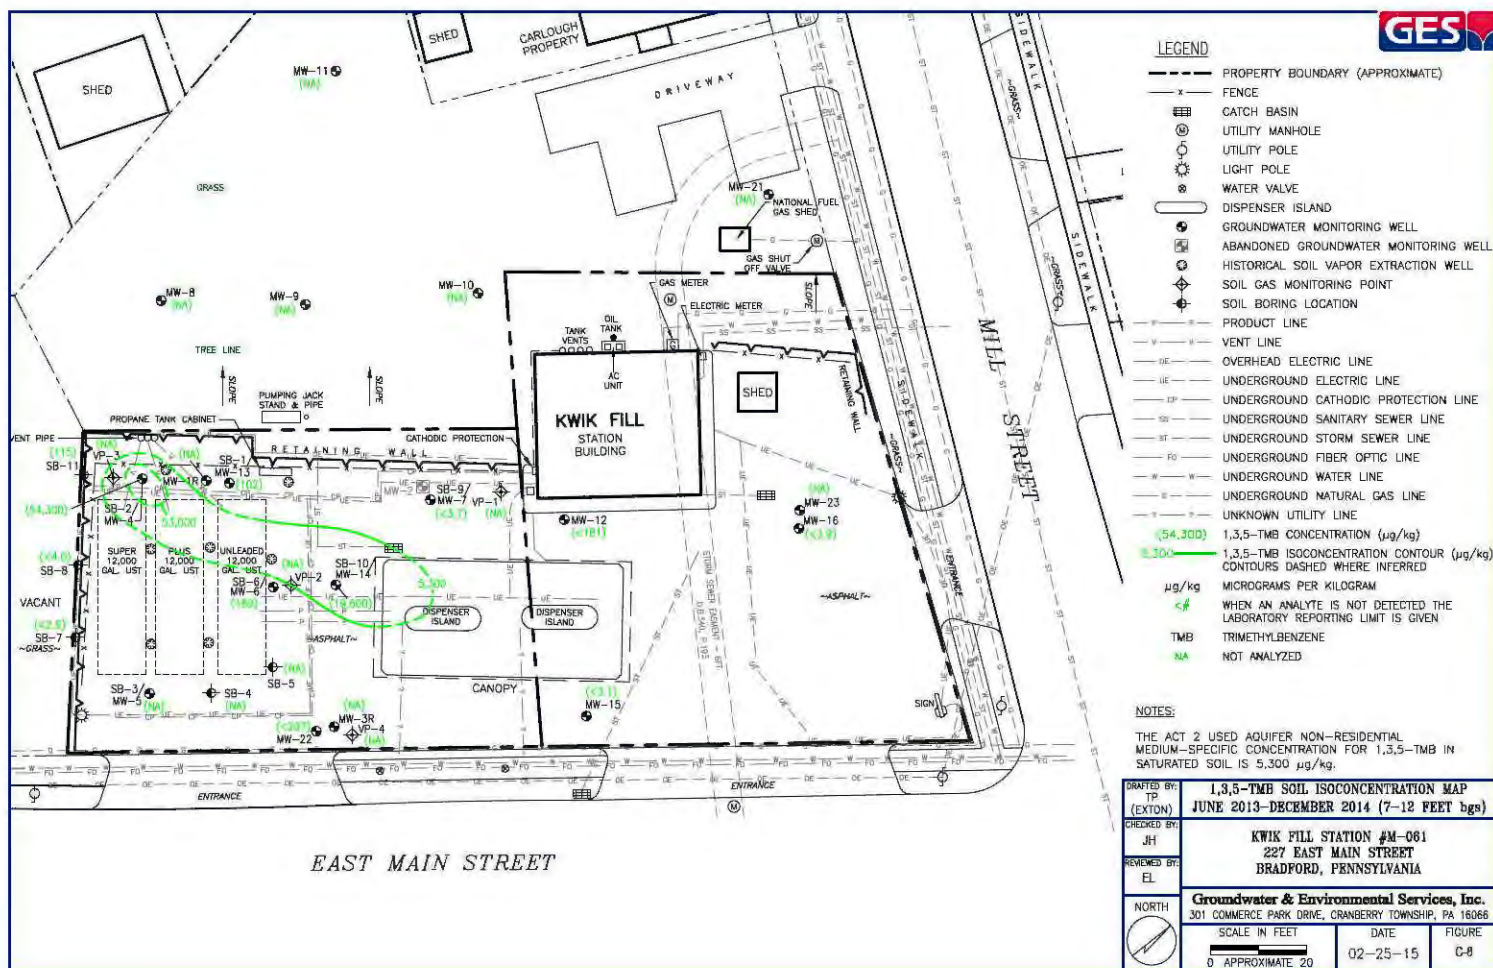 GES
SHED
CARLOUGH
PROPERTY
SHED
MW-11
(NA)
DRIVEWAY
SIDEWALK
~GRASS~
GRASS
MW-21
(NA)
NATIONAL FUEL
GAS SHED
GAS SHUT
OFF VALVE
SIDEWALK
~GRASS~
MW-8
(NA)
MW-9
(NA)
MW-10
(NA)
GAS METER
ELECTRIC METER
SLOPE
TANK
VENTS
OIL
TANK
AC
UNIT
TREE LINE
SLOPE
SLOPE
PUMPING JACK
STAND & PIPE
PROPANE TANK CABINET
SHED
RETAINING WALL
SIDEWALK
MILL STREET
KWIK FILL
STATION
BUILDING
VENT PIPE
RETAINING WALL
CATHODIC PROTECTION
~GRASS~
(115)
SB-11
(NA)
VP-3
(NA)
MW-1R
SB-1
MW-13
(102)
MW-2
SB-9/
MW-7
(<3.7)
VP-1
(NA)
(54,300)
SB-2/
MW-4
53,000
MW-12
(<181)
(NA)
MW-23
MW-16
(<3.9)
(<4.0)
SB-8
SUPER
12,000
GAL. UST
PLUS
12,000
GAL. UST
UNLEADED
12,000
GAL. UST
(NA)
VP-2
SB-6/
MW-6
(180)
SB-10/
MW-14
(19,600)
5,300
STORM SEWER EASMENT - 6FT
D.B.540, P.195
ENTRANCE
VACANT
(<2.9)
SB-7
~GRASS~
DISPENSER
ISLAND
DISPENSER
ISLAND
~ASPHALT~
~ASPHALT~
(NA)
SB-5
SB-3/
MW-5
(NA)
SB-4
(NA)
CANOPY
(<3.1)
MW-15
SIGN
(<207)
MW-22
(NA)
MW-3R
VP-4
(NA)
ENTRANCE
ENTRANCE
EAST MAIN STREET
LEGEND
PROPERTY BOUNDARY (APPROXIMATE)
FENCE
CATCH BASIN
UTILITY MANHOLE
UTILITY POLE
LIGHT POLE
WATER VALVE
DISPENSER ISLAND
GROUNDWATER MONITORING WELL
ABANDONED GROUNDWATER MONITORING WELL
HISTORICAL SOIL VAPOR EXTRACTION WELL
SOIL GAS MONITORING POINT
SOIL BORING LOCATION
PRODUCT LINE
VENT LINE
OVERHEAD ELECTRIC LINE
UNDERGROUND ELECTRIC LINE
UNDERGROUND CATHODIC PROTECTION LINE
UNDERGROUND SANITARY SEWER LINE
UNDERGROUND STORM SEWER LINE
UNDERGROUND FIBER OPTIC LINE
UNDERGROUND WATER LINE
UNDERGROUND NATURAL GAS LINE
UNKNOWN UTILITY LINE
(54,300) 1,3,5-TMB CONCENTRATION (µg/kg)
5,300 1,3,5-TMB ISOCONCENTRATION CONTOUR (µg/kg)
CONTOURS DASHED WHERE INFERRED
µg/kg MICROGRAMS PER KILOGRAM
<# WHEN AN ANALYTE IS NOT DETECTED THE
LABORATORY REPORTING LIMIT IS GIVEN
TMB TRIMETHYLBENZENE
NA NOT ANALYZED
NOTES:
THE ACT 2 USED AQUIFER NON-RESIDENTIAL
MEDIUM-SPECIFIC CONCENTRATION FOR 1,3,5-TMB IN
SATURATED SOIL IS 5,300 µg/kg.
DRAFTED BY:
TP
(EXTON)
CHECKED BY:
JH
REVIEWED BY:
EL
NORTH
1,3,5-TMB SOIL ISOCONCENTRATION MAP
JUNE 2013-DECEMBER 2014 (7-12 FEET bgs)
KWIK FILL STATION #M-061
227 EAST MAIN STREET
BRADFORD, PENNSYLVANIA
Groundwater & Environmental Services, Inc.
301 COMMERCE PARK DRIVE, CRANBERRY TOWNSHIP, PA 16066
SCALE IN FEET
0 APPROXIMATE 20
DATE
02-25-15
FIGURE
C-8